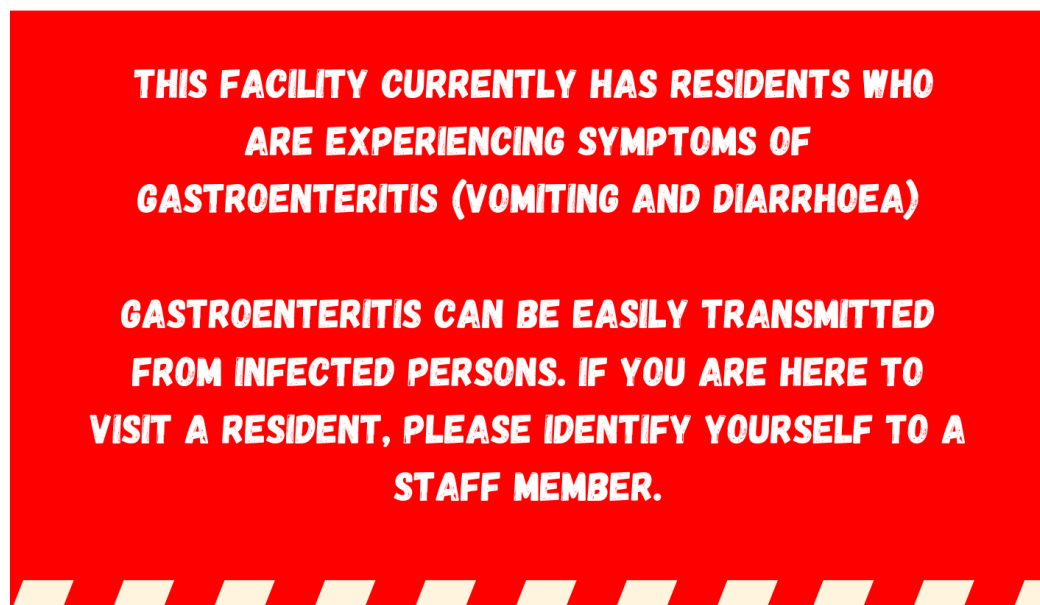 THIS FACILITY CURRENTLY HAS RESIDENTS WHO
ARE EXPERIENCING SYMPTOMS OF
GASTROENTERITIS (VOMITING AND DIARRHOEA)
GASTROENTERITIS CAN BE EASILY TRANSMITTED
FROM INFECTED PERSONS. IF YOU ARE HERE TO
VISIT A RESIDENT, PLEASE IDENTIFY YOURSELF TO A
STAFF MEMBER.